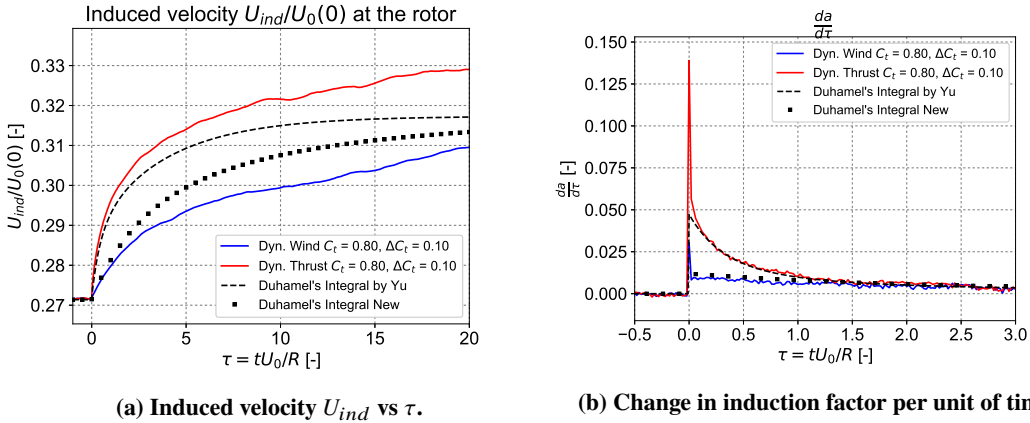 Induced velocity U_ind/U_0(0) at the rotor
U_ind/U_0(0) [-]
0.33
0.32
0.31
0.30
0.29
0.28
0.27
Dyn. Wind C_t = 0.80, ΔC_t = 0.10
Dyn. Thrust C_t = 0.80, ΔC_t = 0.10
Duhamel's Integral by Yu
Duhamel's Integral New
0 5 10 15 20
τ = tU_0/R [-]
(a) Induced velocity U_ind vs τ.
da/dτ
da/dτ [-]
0.150
0.125
0.100
0.075
0.050
0.025
0.000
Dyn. Wind C_t = 0.80, ΔC_t = 0.10
Dyn. Thrust C_t = 0.80, ΔC_t = 0.10
Duhamel's Integral by Yu
Duhamel's Integral New
−0.5 0.0 0.5 1.0 1.5 2.0 2.5 3.0
τ = tU_0/R [-]
(b) Change in induction factor per unit of